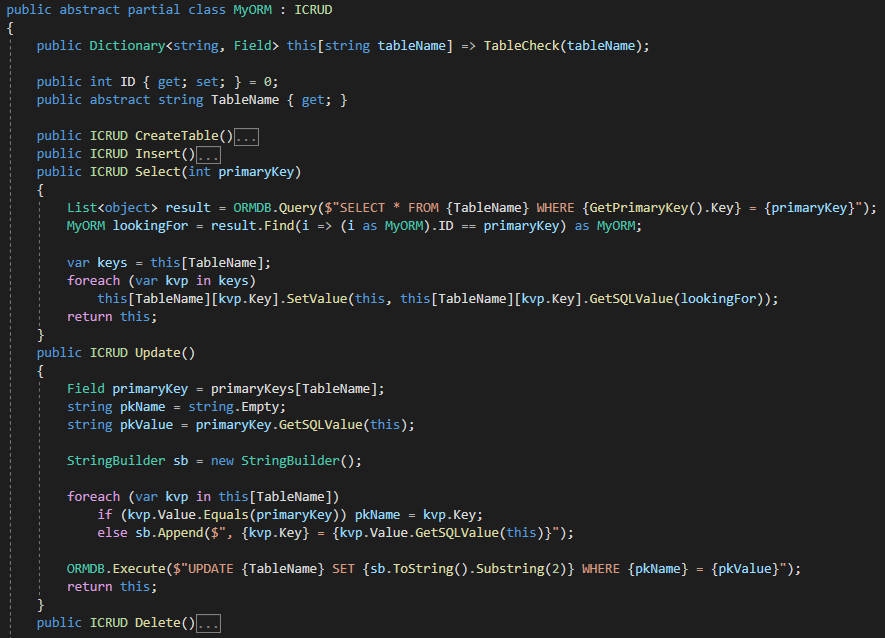 public abstract partial class MyORM : ICRUD
{
    public Dictionary<string, Field> this[string tableName] => TableCheck(tableName);
    public int ID { get; set; } = 0;
    public abstract string TableName { get; }
    public ICRUD CreateTable()...
    public ICRUD Insert()...
    public ICRUD Select(int primaryKey)
    {
        List<object> result = ORMDB.Query($"SELECT * FROM {TableName} WHERE {GetPrimaryKey().Key} = {primaryKey}");
        MyORM lookingFor = result.Find(i => (i as MyORM).ID == primaryKey) as MyORM;
        var keys = this[TableName];
        foreach (var kvp in keys)
            this[TableName][kvp.Key].SetValue(this, this[TableName][kvp.Key].GetSQLValue(lookingFor));
        return this;
    }
    public ICRUD Update()
    {
        Field primaryKey = primaryKeys[TableName];
        string pkName = string.Empty;
        string pkValue = primaryKey.GetSQLValue(this);
        StringBuilder sb = new StringBuilder();
        foreach (var kvp in this[TableName])
            if (kvp.Value.Equals(primaryKey)) pkName = kvp.Key;
            else sb.Append($", {kvp.Key} = {kvp.Value.GetSQLValue(this)}");
        ORMDB.Execute($"UPDATE {TableName} SET {sb.ToString().Substring(2)} WHERE {pkName} = {pkValue}");
        return this;
    }
    public ICRUD Delete()...